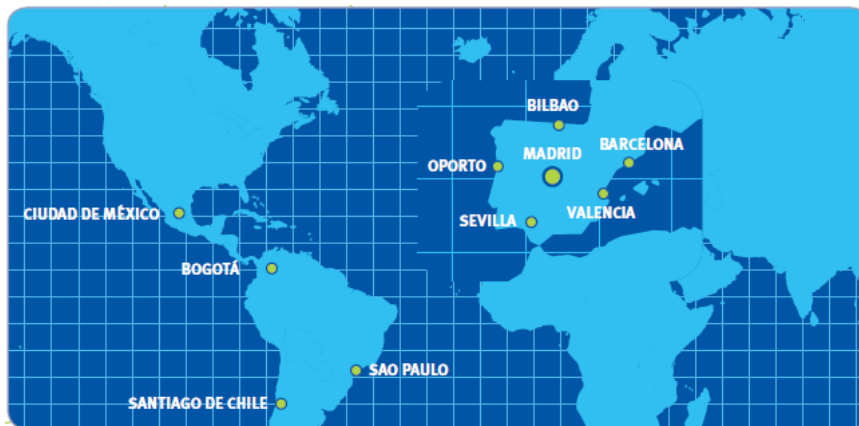 BILBAO
MADRID
BARCELONA
OPORTO
SEVILLA
VALENCIA
CIUDAD DE MÉXICO
BOGOTÁ
SAO PAULO
SANTIAGO DE CHILE